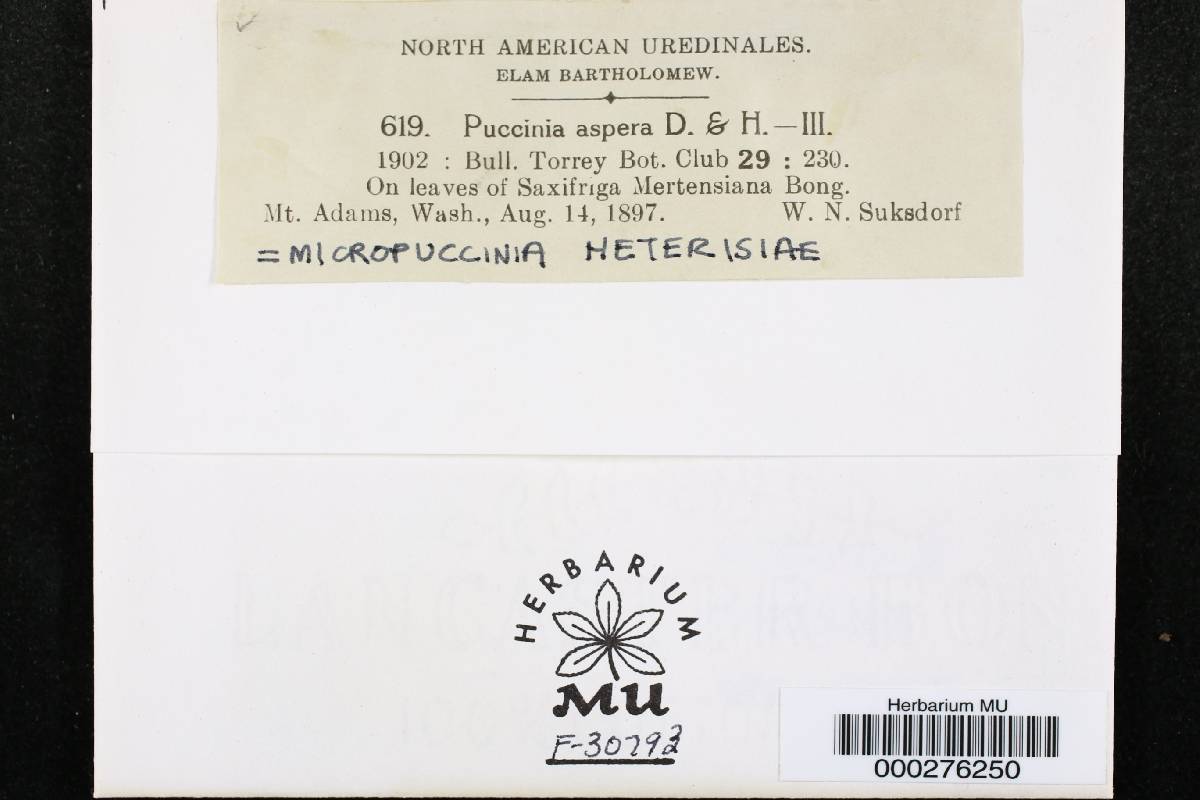 NORTH AMERICAN UREDINALES.
ELAM BARTHOLOMEW.
619. Puccinia aspera D. & H.—III.
1902 : Bull. Torrey Bot. Club 29 : 230.
On leaves of Saxifriga Mertensiana Bong.
Mt. Adams, Wash., Aug. 14, 1897. W. N. Suksdorf
=MICROPUCCINIA HETERISIAE
HERBARIUM
MU
Herbarium MU
000276250